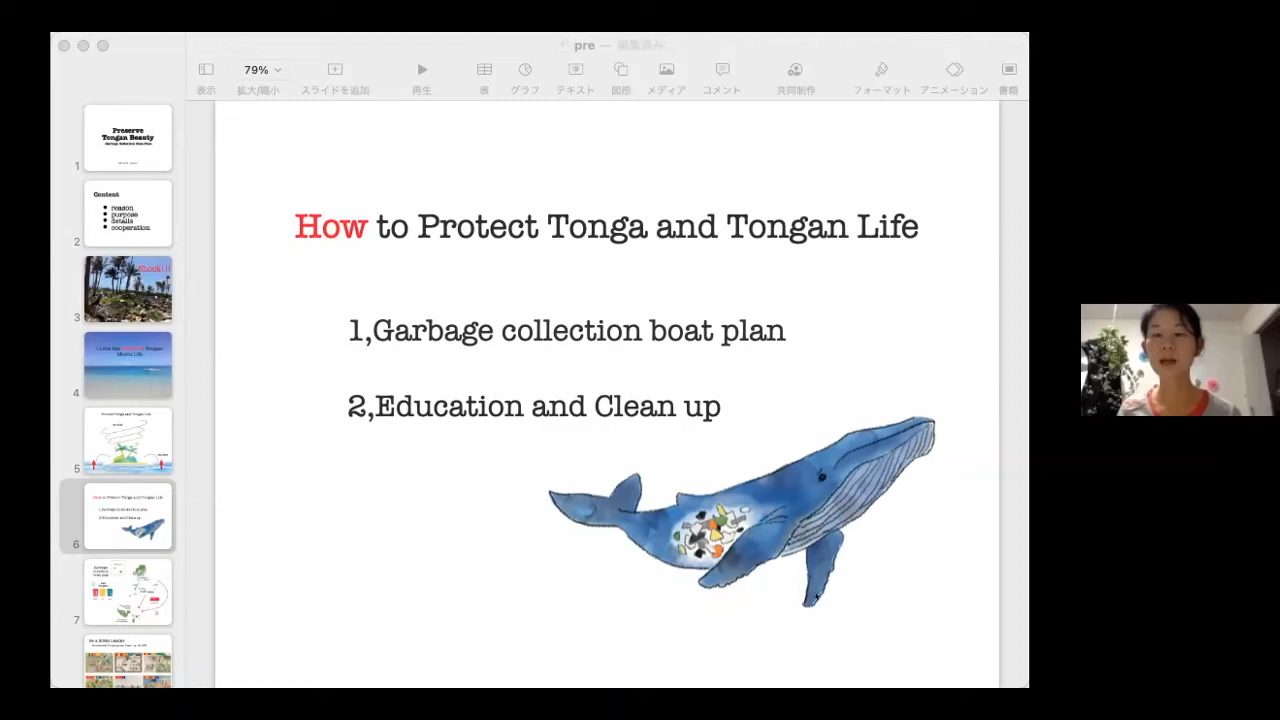 pre — 編集済み
79%
表示
拡大/縮小
スライドを追加
再生
表
グラフ
テキスト
図形
メディア
コメント
共同制作
フォーマット
アニメーション
書類
Preserve
Tongan Beauty
1
Content
reason
purpose
details
cooperation
2
Shock!!!
3
4
5
6
7
How to Protect Tonga and Tongan Life
1,Garbage collection boat plan
2,Education and Clean up